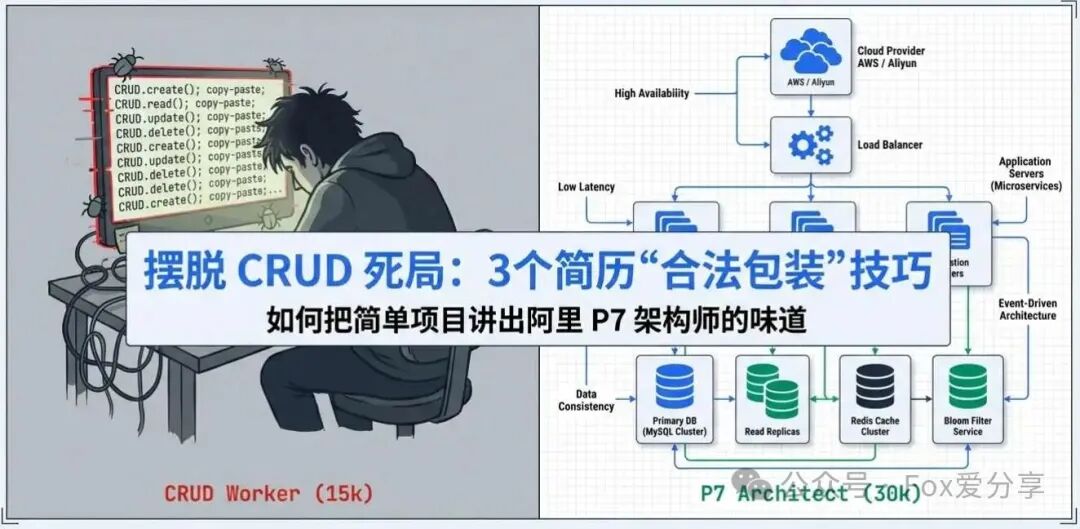 CRUD.create(); copy-paste;
CRUD.read(); copy-paste;
CRUD.update(); copy-paste;
CRUD.delete(); copy-pasts;
CRUD.create(); copy-paste;
CRUD.update(); copy-paste;
CRUD.delete(); copy-paste;
CRUD.delete(); copy-paste;
CRUD.create(); copy-paste;...
Cloud Provider
AWS / Aliyun
AWS / Aliyun
High Availability
Load Balancer
Application
Servers
(Microservices)
Low Latency
摆脱 CRUD 死局：3个简历“合法包装”技巧
如何把简单项目讲出阿里 P7 架构师的味道
Event-Driven
Architecture
Data
Consistency
Primary DB
(MySQL Cluster)
Read Replicas
Redis Cache
Cluster
Bloom Filter
Service
CRUD Worker (15k)
P7 Architect (30k)
公众号 · Fox爱分享